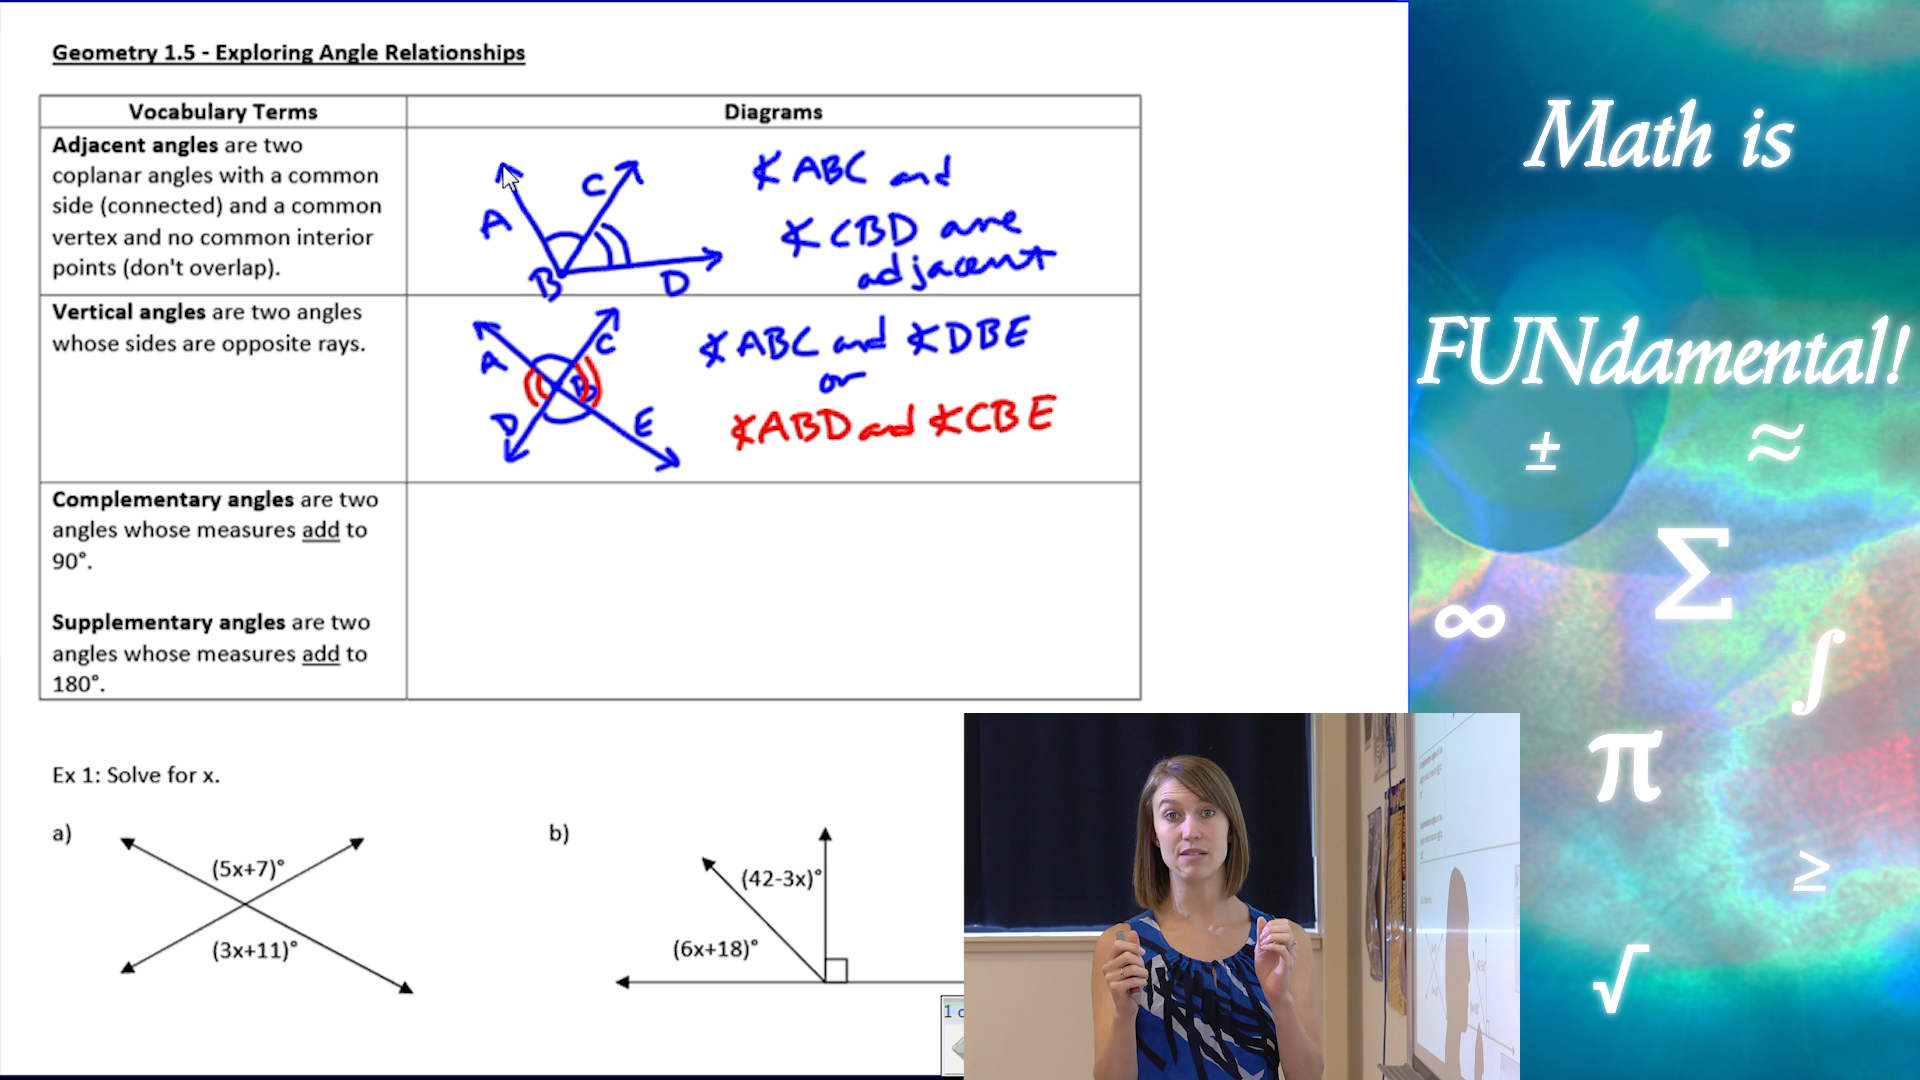 Geometry 1.5 - Exploring Angle Relationships
Vocabulary Terms
Diagrams
Adjacent angles are two
coplanar angles with a common
side (connected) and a common
vertex and no common interior
points (don't overlap).
A
C
B
D
∡ABC and
∡CBD are
adjacent
Vertical angles are two angles
whose sides are opposite rays.
A
C
B
D
E
∡ABC and ∡DBE
or
∡ABD and ∡CBE
Complementary angles are two
angles whose measures add to
90°.
Supplementary angles are two
angles whose measures add to
180°.
Ex 1: Solve for x.
a)
(5x+7)°
(3x+11)°
b)
(42-3x)°
(6x+18)°
Math is
FUNdamental!
±
≈
Σ
∞
∫
π
≥
√